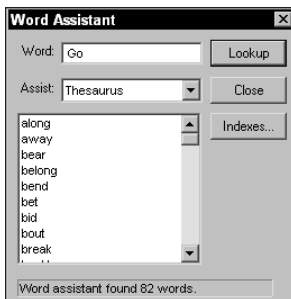 Word Assistant
Word: Go
Lookup
Assist: Thesaurus
Close
Indexes...
along
away
bear
belong
bend
bet
bid
bout
break
Word assistant found 82 words.